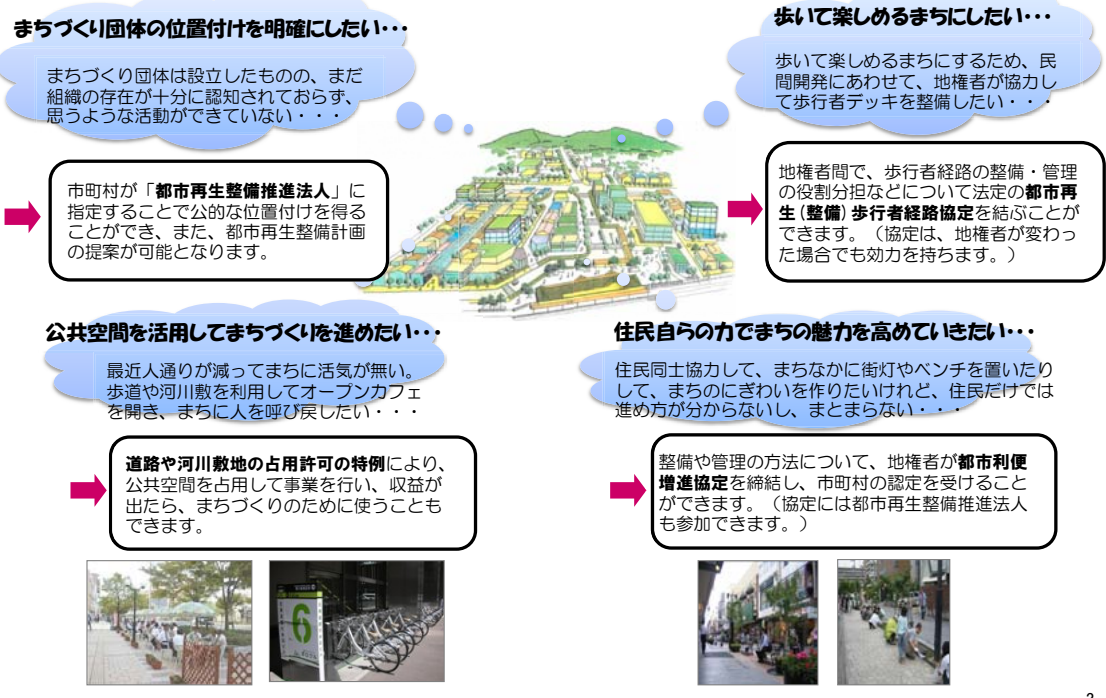 まちづくり団体の位置付けを明確にしたい・・・
まちづくり団体は設立したものの、まだ
組織の存在が十分に認知されておらず、
思うような活動ができていない・・・
市町村が「都市再生整備推進法人」に
指定することで公的な位置付けを得る
ことができ、また、都市再生整備計画
の提案が可能となります。
歩いて楽しめるまちにしたい・・・
歩いて楽しめるまちにするため、民
間開発にあわせて、地権者が協力し
て歩行者デッキを整備したい・・・
地権者間で、歩行者経路の整備・管理
の役割分担などについて法定の都市再
生(整備)歩行者経路協定を結ぶことが
できます。（協定は、地権者が変わっ
た場合でも効力を持ちます。）
公共空間を活用してまちづくりを進めたい・・・
最近人通りが減ってまちに活気が無い。
歩道や河川敷を利用してオープンカフェ
を開き、まちに人を呼び戻したい・・・
道路や河川敷地の占用許可の特例により、
公共空間を占用して事業を行い、収益が
出たら、まちづくりのために使うことも
できます。
6
住民自らの力でまちの魅力を高めていきたい・・・
住民同士協力して、まちなかに街灯やベンチを置いたり
して、まちのにぎわいを作りたいけれど、住民だけでは
進め方が分からないし、まとまらない・・・
整備や管理の方法について、地権者が都市利便
増進協定を締結し、市町村の認定を受けること
ができます。（協定には都市再生整備推進法人
も参加できます。）